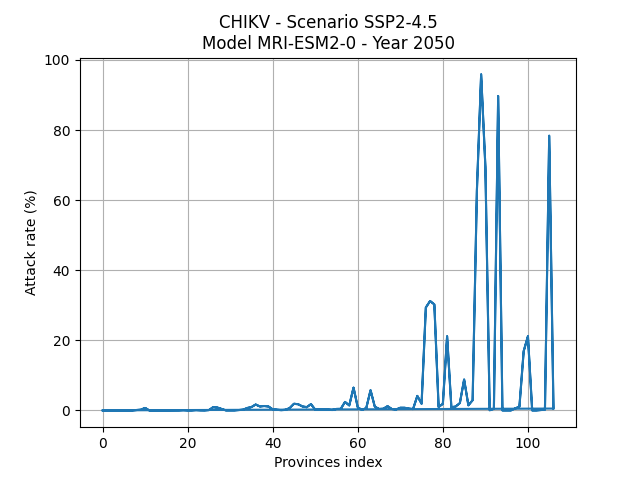 CHIKV - Scenario SSP2-4.5
Model MRI-ESM2-0 - Year 2050
Attack rate (%)
100
80
60
40
20
0
0 20 40 60 80 100
Provinces index